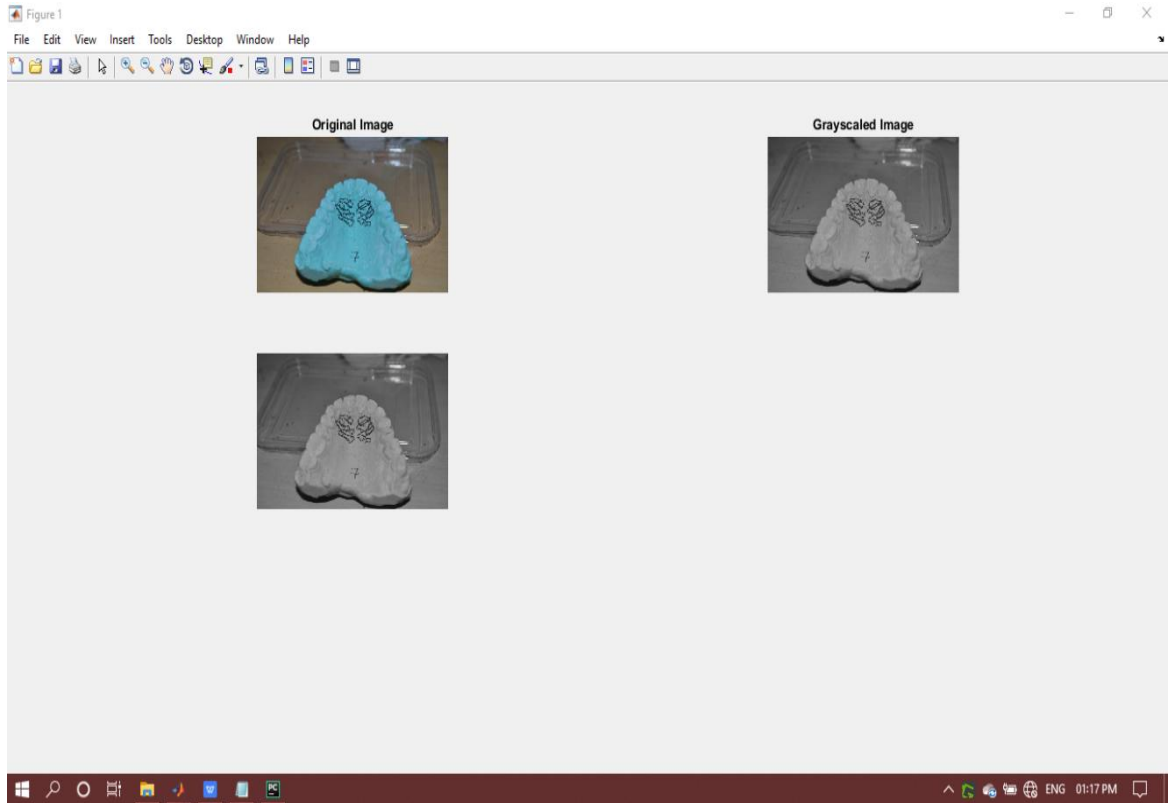 Figure 1
File Edit View Insert Tools Desktop Window Help
Original Image
Grayscaled Image
7
7
7
PC
ENG 01:17 PM